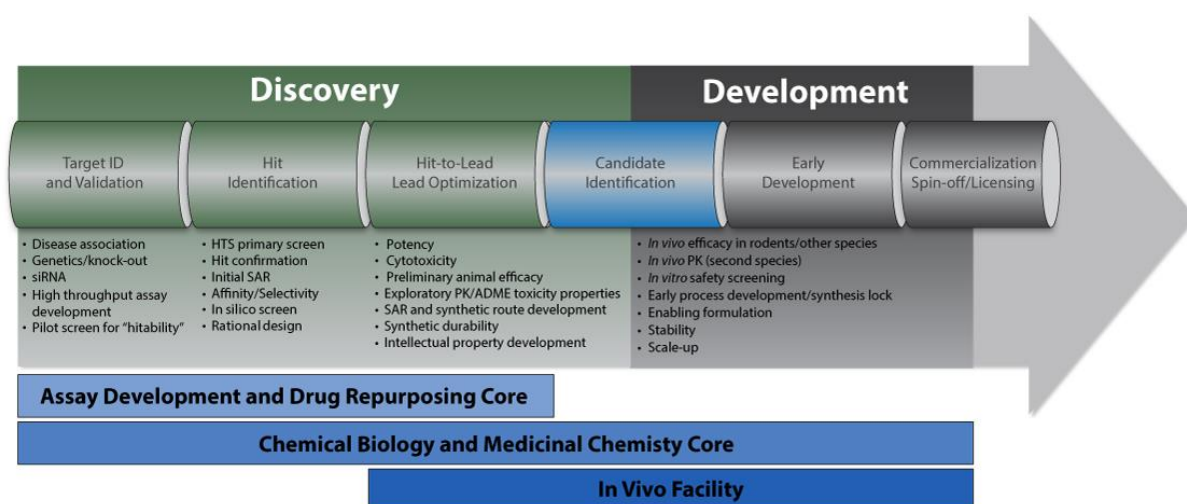 Discovery
Development
Target ID
and Validation
Hit
Identification
Hit-to-Lead
Lead Optimization
Candidate
Identification
Early
Development
Commercialization
Spin-off/Licensing
• Disease association
• Genetics/knock-out
• siRNA
• High throughput assay
development
• Pilot screen for “hitability”
• HTS primary screen
• Hit confirmation
• Initial SAR
• Affinity/Selectivity
• In silico screen
• Rational design
• Potency
• Cytotoxicity
• Preliminary animal efficacy
• Exploratory PK/ADME toxicity properties
• SAR and synthetic route development
• Synthetic durability
• Intellectual property development
• In vivo efficacy in rodents/other species
• In vivo PK (second species)
• In vitro safety screening
• Early process development/synthesis lock
• Enabling formulation
• Stability
• Scale-up
Assay Development and Drug Repurposing Core
Chemical Biology and Medicinal Chemisty Core
In Vivo Facility